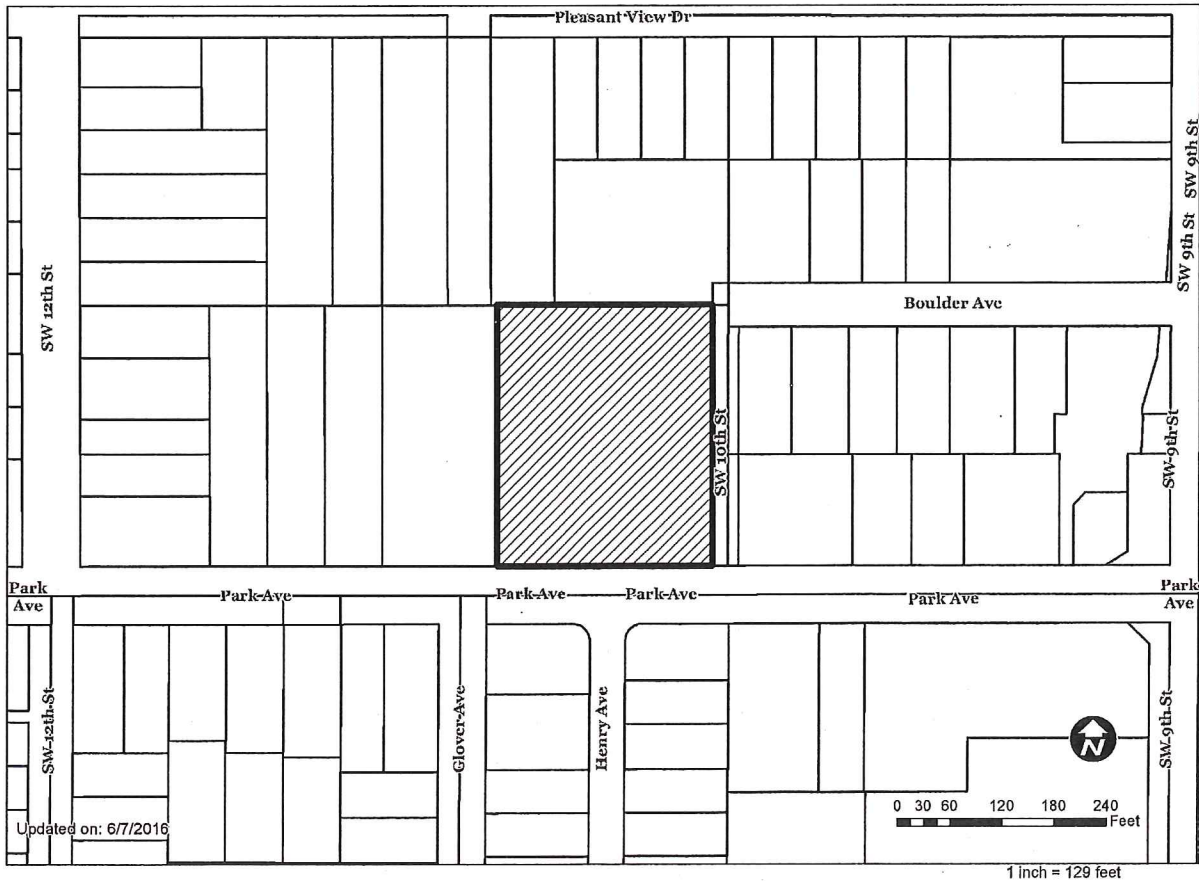 Pleasant View Dr
SW 9th St
SW 9th St
SW 12th St
Boulder Ave
SW 10th St
SW 9th St
Park
Ave
Park Ave
Park Ave
Park Ave
Park Ave
Park
Ave
SW 12th St
Glover Ave
Henry Ave
SW 9th St
N
0 30 60 120 180 240
Feet
Updated on: 6/7/2016
1 inch = 129 feet